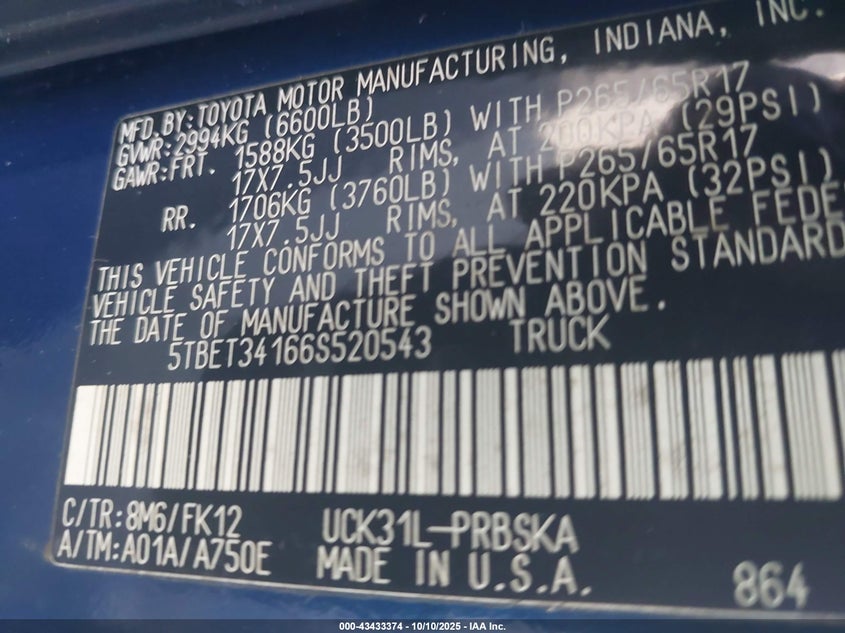 MFD.BY:TOYOTA MOTOR MANUFACTURING, INDIANA, INC.
GVWR:2994KG (6600LB)
GAWR:FRT. 1588KG (3500LB) WITH P265/65R17
17X7.5JJ RIMS, AT 200KPA (29PSI)
RR. 1706KG (3760LB) WITH P265/65R17
17X7.5JJ RIMS, AT 220KPA (32PSI)
THIS VEHICLE CONFORMS TO ALL APPLICABLE FEDE
VEHICLE SAFETY AND THEFT PREVENTION STANDARD
THE DATE OF MANUFACTURE SHOWN ABOVE.
5TBET34166S520543 TRUCK
C/TR:8M6/FK12 UCK31L-PRBSKA
A/TM:A01A/A750E MADE IN U.S.A. 864
000-43433374 | 10/10/2025 - IAA Inc.